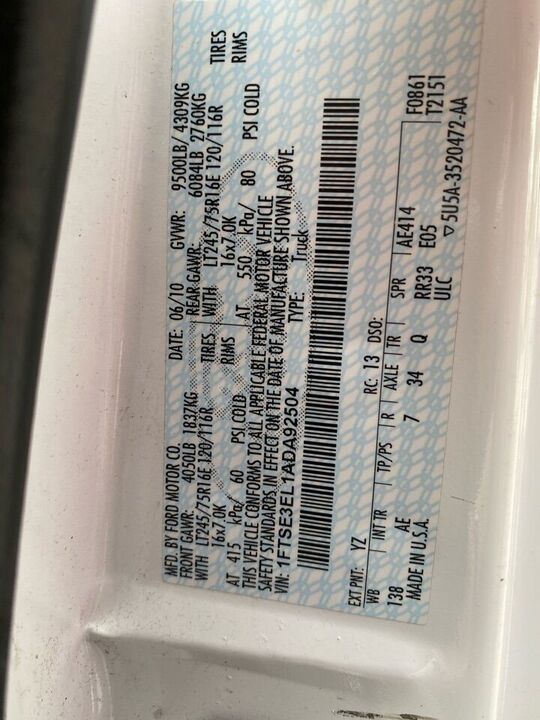 MFD. BY FORD MOTOR CO. DATE: 06/10 GVWR: 9500LB/ 4309KG
FRONT GAWR: 4050LB 1837KG REAR GAWR: 6084LB 2760KG
WITH LT245/75R16E 120/116R TIRES WITH LT245/75R16E 120/116R TIRES
16x7.0K RIMS 16x7.0K RIMS
AT 415 kPa/ 60 PSI COLD AT 550 kPa/ 80 PSI COLD
THIS VEHICLE CONFORMS TO ALL APPLICABLE FEDERAL MOTOR VEHICLE
SAFETY STANDARDS IN EFFECT ON THE DATE OF MANUFACTURE SHOWN ABOVE.
VIN: 1FTSE3EL1ADA92504 TYPE: Truck
F0861
T2151
EXT PNT: YZ RC: 13 DSO:
WB INT TR TP/PS R AXLE TR SPR AE414
138 AE 7 34 Q RR33 E05
MADE IN U.S.A. ULC ▽5U5A-3520472-AA